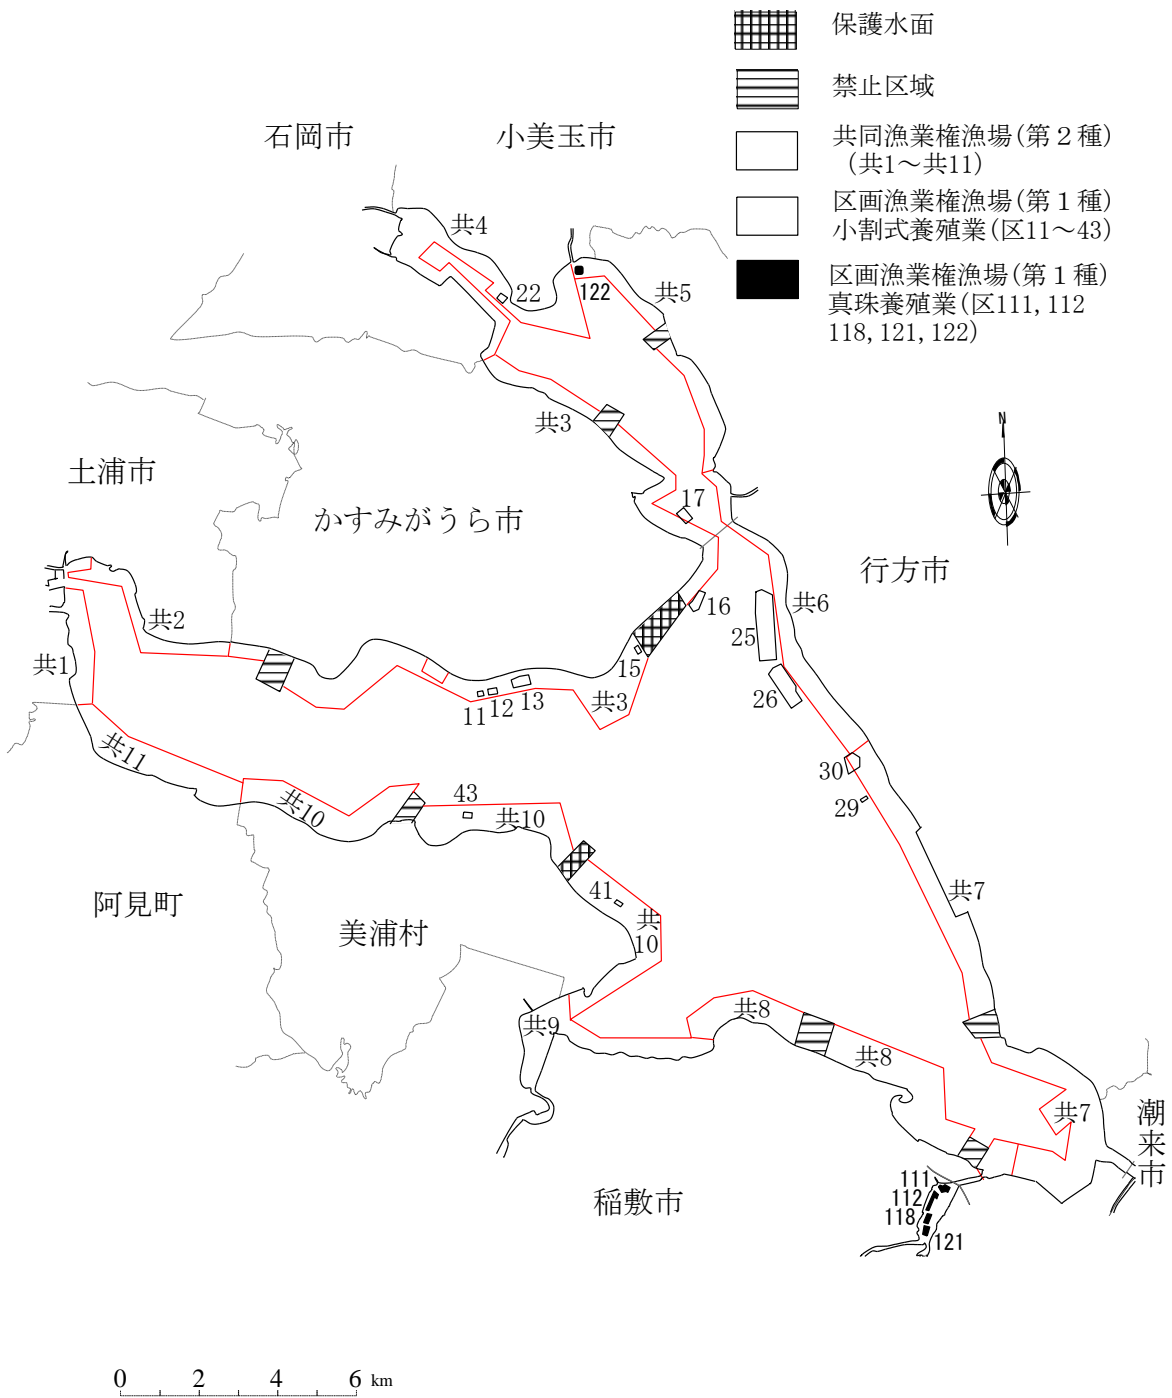 保護水面
禁止区域
共同漁業権漁場(第２種)
(共1～共11)
区画漁業権漁場(第１種)
小割式養殖業(区11～43)
区画漁業権漁場(第１種)
真珠養殖業(区111, 112
118, 121, 122)
石岡市
小美玉市
共4
22
122
共5
共3
土浦市
かすみがうら市
17
N
行方市
共2
16
共6
25
共1
15
26
11
12
13
共3
共11
30
29
43
共10
共10
阿見町
美浦村
41
共
10
共7
共9
共8
共8
共7
潮来市
稲敷市
111
112
118
121
0 2 4 6 km